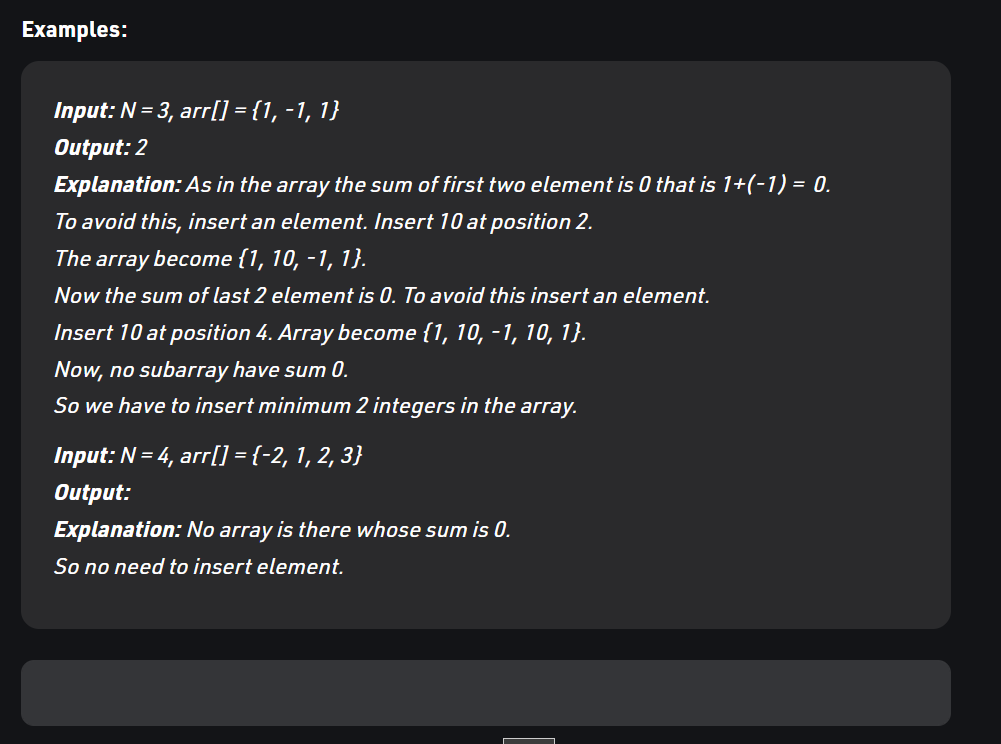 Examples:
Input: N = 3, arr[] = {1, -1, 1}
Output: 2
Explanation: As in the array the sum of first two element is 0 that is 1+(-1) = 0.
To avoid this, insert an element. Insert 10 at position 2.
The array become {1, 10, -1, 1}.
Now the sum of last 2 element is 0. To avoid this insert an element.
Insert 10 at position 4. Array become {1, 10, -1, 10, 1}.
Now, no subarray have sum 0.
So we have to insert minimum 2 integers in the array.
Input: N = 4, arr[] = {-2, 1, 2, 3}
Output:
Explanation: No array is there whose sum is 0.
So no need to insert element.